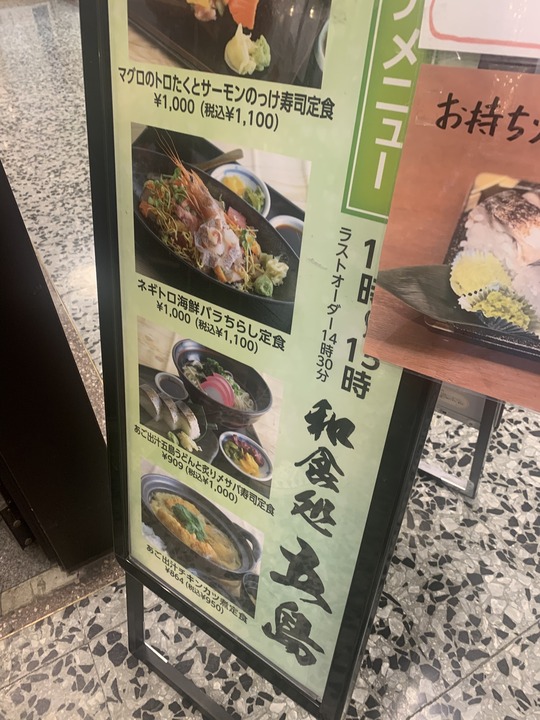 マグロのトロたくとサーモンのっけ寿司定食
¥1,000（税込¥1,100）
ネギトロ海鮮バラちらし定食
¥1,000（税込¥1,100）
あご出汁五島うどんと炙りメサバ寿司定食
¥909（税込¥1,000）
あご出汁チキンカツ煮定食
¥864（税込¥950）
メニュー
ラストオーダー14時30分
和食処 五島
お持ち